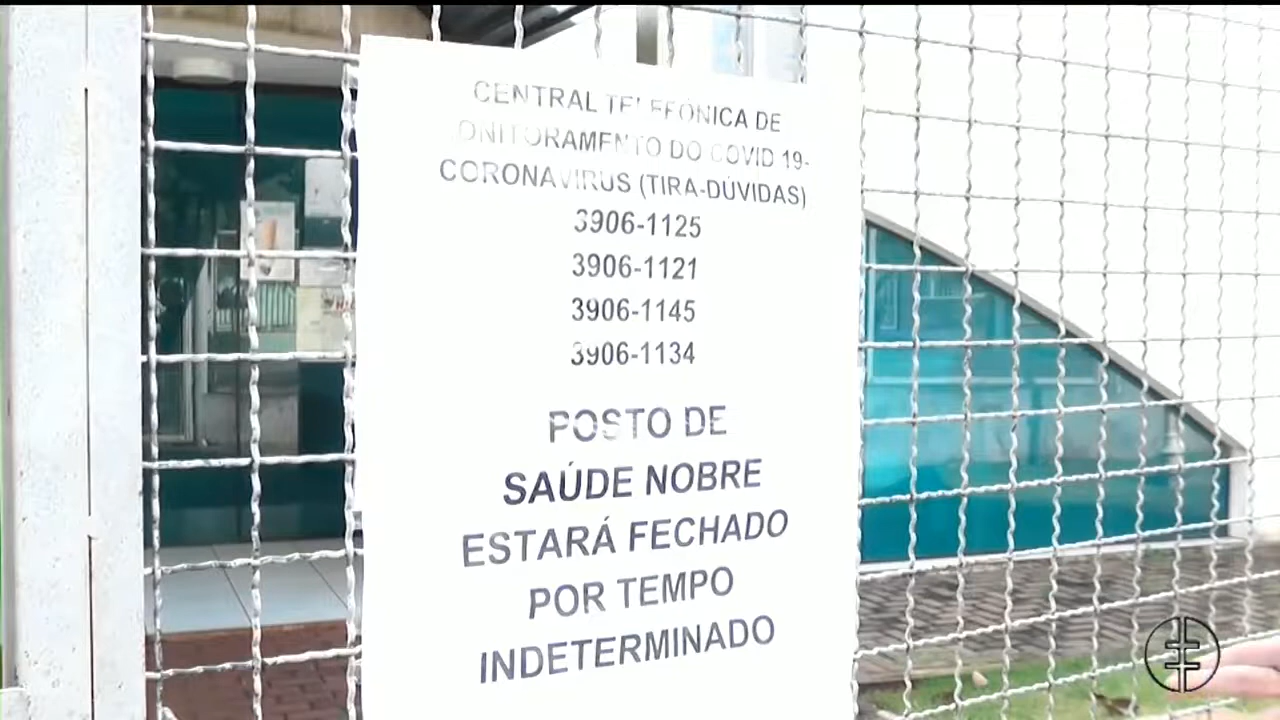 CENTRAL TELEFÔNICA DE
ONITORAMENTO DO COVID 19-
CORONAVIRUS (TIRA-DÚVIDAS)
3906-1125
3906-1121
3906-1145
3906-1134
POSTO DE
SAÚDE NOBRE
ESTARÁ FECHADO
POR TEMPO
INDETERMINADO